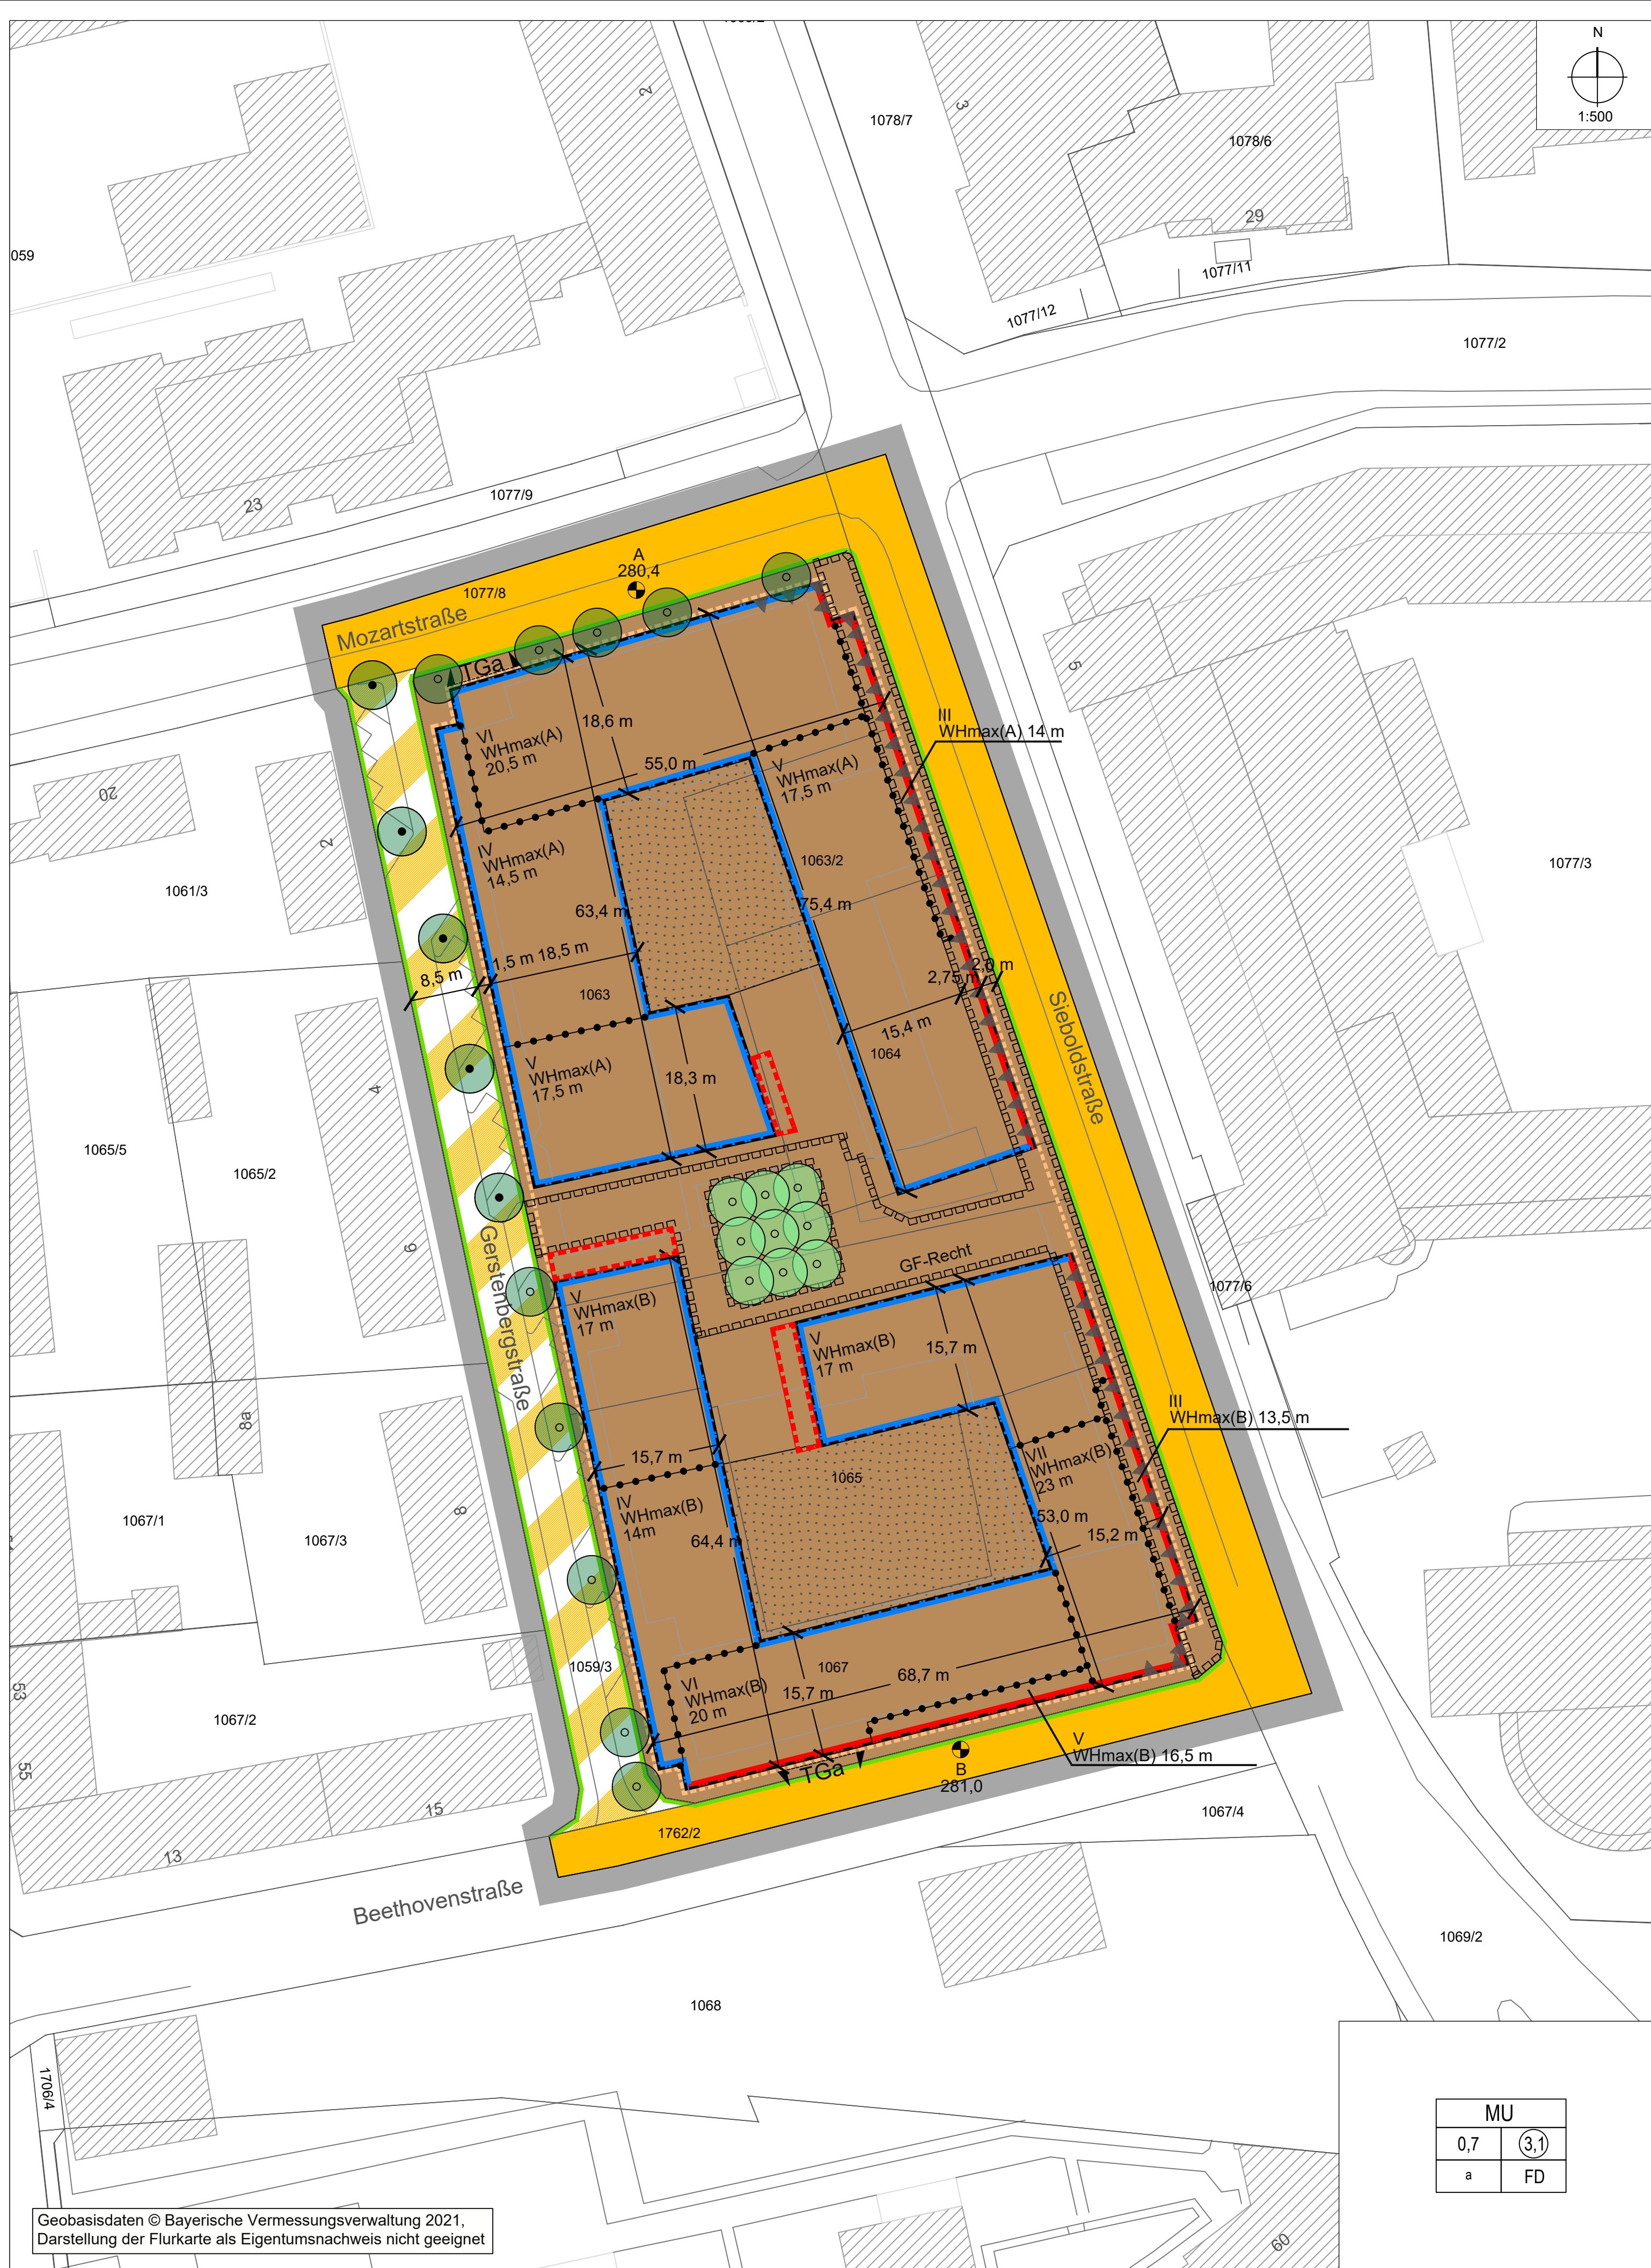 N
1:500
2
3
1078/7
1078/6
29
1077/11
1077/12
1077/2
059
23
1077/9
1077/8
Mozartstraße
A
280,4
TGa
VI
WHmax(A)
20,5 m
18,6 m
55,0 m
V
WHmax(A)
17,5 m
III
WHmax(A) 14 m
5
20
2
1061/3
IV
WHmax(A)
14,5 m
1063/2
1077/3
63,4 m
75,4 m
8,5 m
1,5 m
18,5 m
2,75 m
2,0 m
1063
15,4 m
1064
Sieboldstraße
V
WHmax(A)
17,5 m
18,3 m
4
1065/5
1065/2
6
Gerstenbergstraße
GF-Recht
1077/6
V
WHmax(B)
17 m
V
WHmax(B)
17 m
15,7 m
8a
III
WHmax(B) 13,5 m
15,7 m
1065
VII
WHmax(B)
23 m
IV
WHmax(B)
14m
64,4 m
53,0 m
15,2 m
1067/1
1067/3
8
1059/3
1067
68,7 m
15,7 m
VI
WHmax(B)
20 m
53
55
1067/2
V
WHmax(B) 16,5 m
TGa
B
281,0
15
13
1762/2
1067/4
Beethovenstraße
1069/2
1068
1706/4
MU
0,7
3,1
a
FD
60
Geobasisdaten © Bayerische Vermessungsverwaltung 2021,
Darstellung der Flurkarte als Eigentumsnachweis nicht geeignet